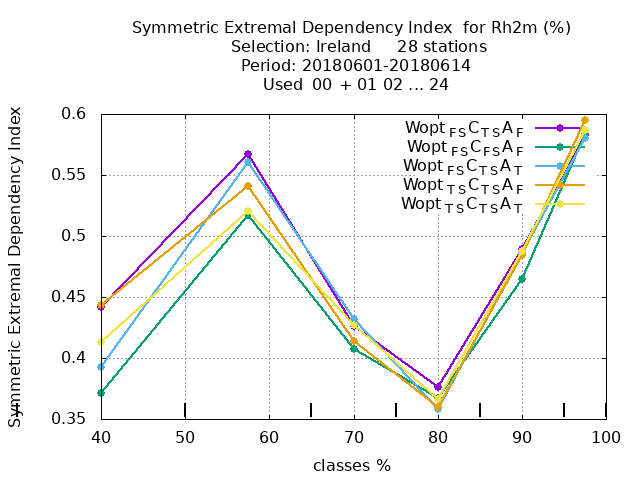 Symmetric Extremal Dependency Index for Rh2m (%)
Selection: Ireland 28 stations
Period: 20180601-20180614
Used 00 + 01 02 ... 24
Symmetric Extremal Dependency Index
0.6
0.55
0.5
0.45
0.4
0.35
Wopt FS C TS A F
Wopt FS C FS A F
Wopt FS C TS A T
Wopt TS C TS A F
Wopt TS C TS A T
40 50 60 70 80 90 100
classes %